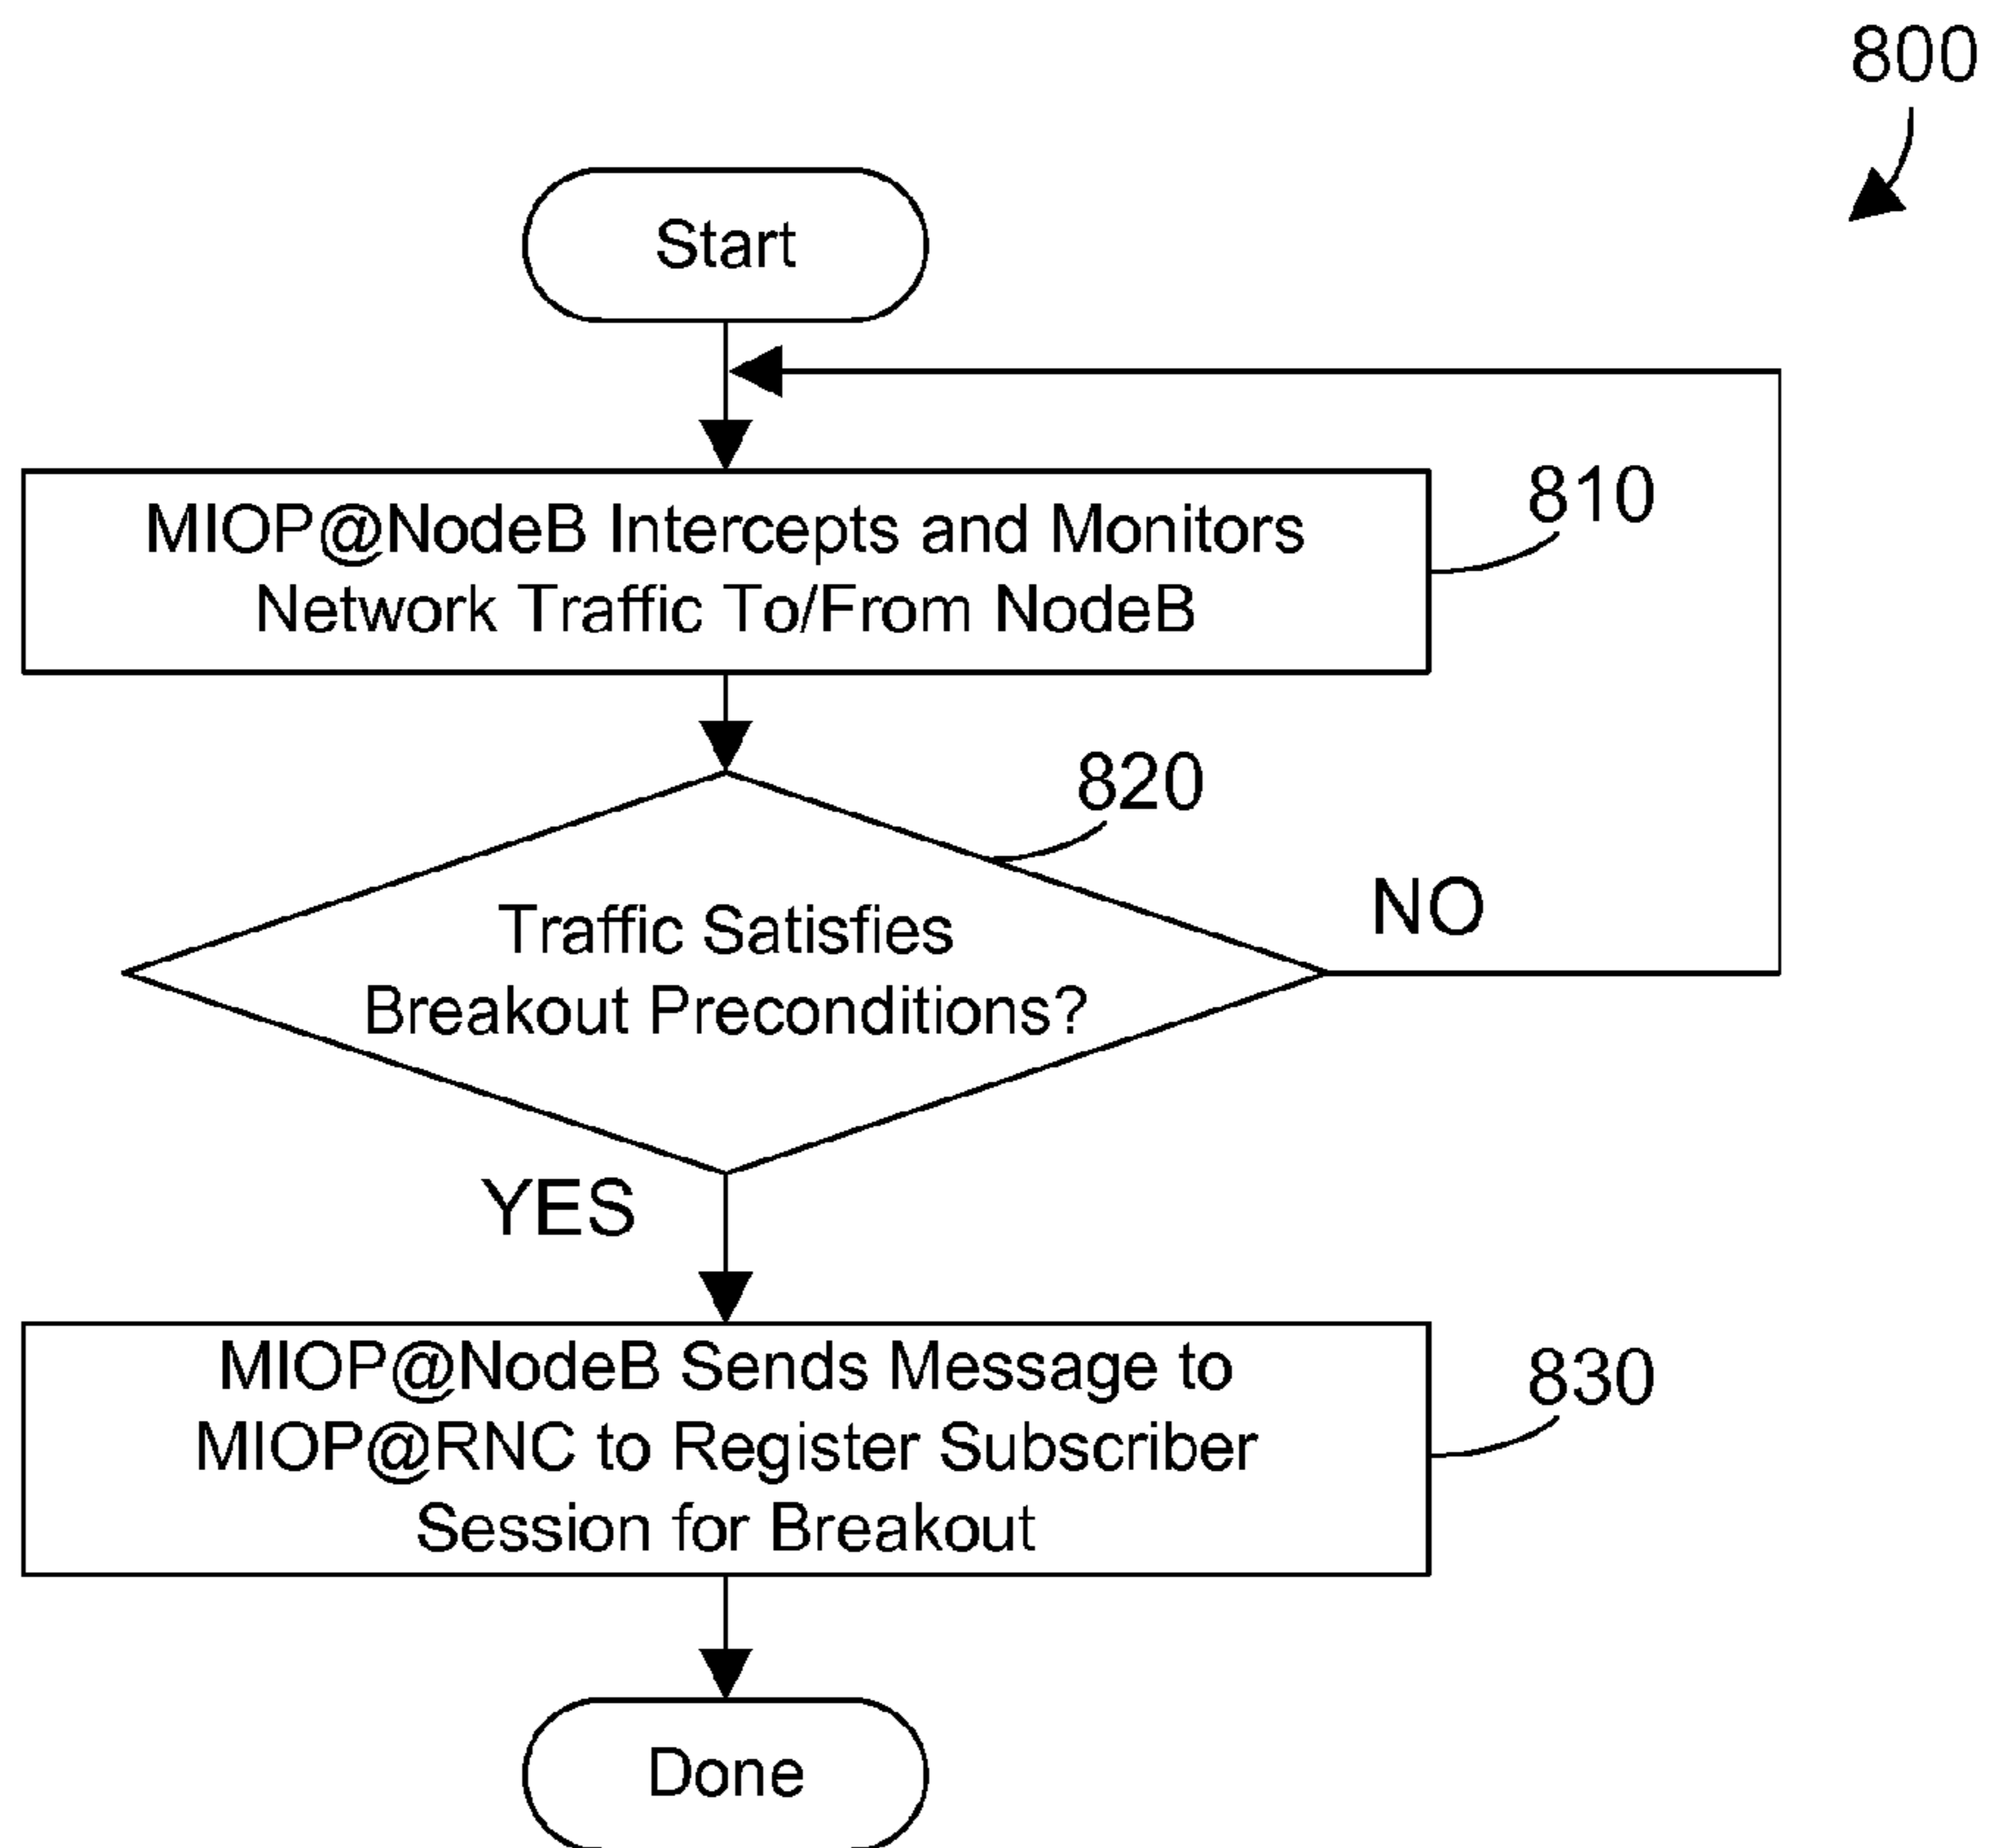 800
Start
MIOP@NodeB Intercepts and Monitors
Network Traffic To/From NodeB
810
820
Traffic Satisfies
Breakout Preconditions?
NO
YES
MIOP@NodeB Sends Message to
MIOP@RNC to Register Subscriber
Session for Breakout
830
Done